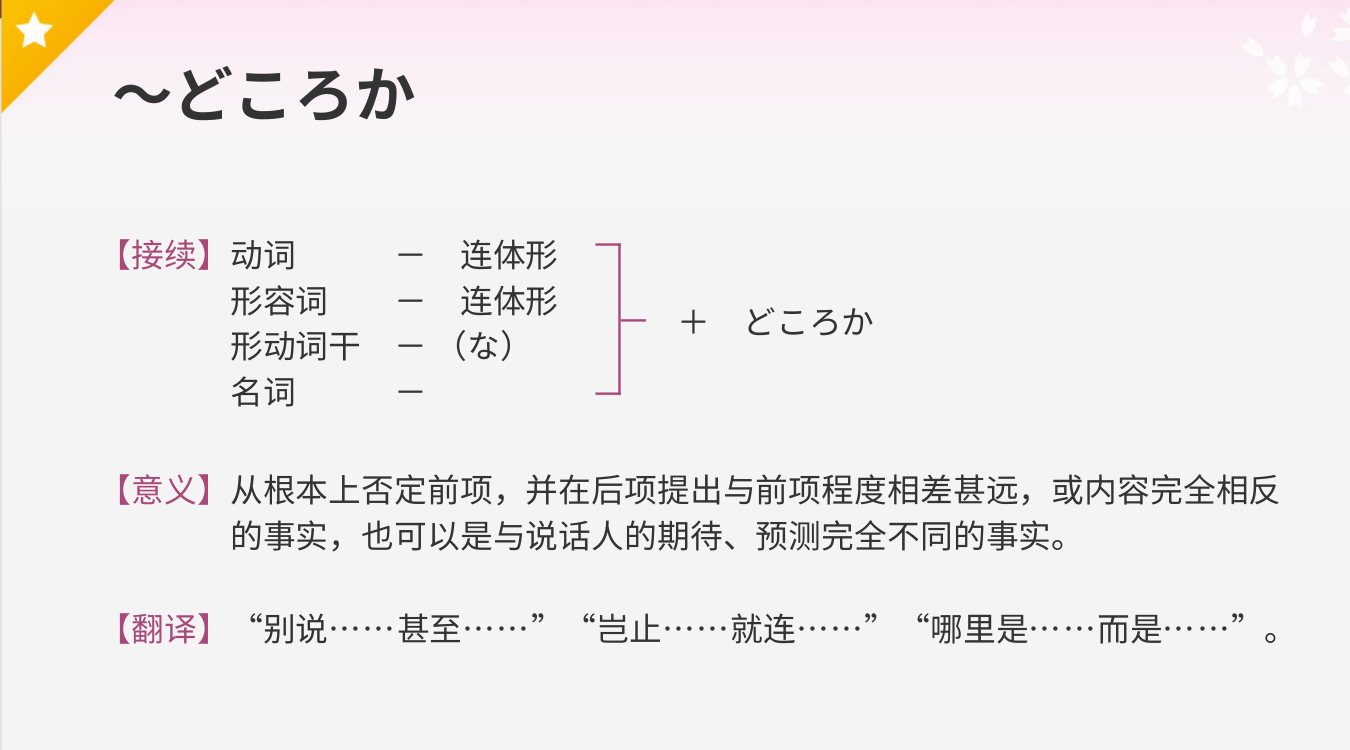 ～どころか
【接续】动词 － 连体形
形容词 － 连体形
形动词干 －（な）
名词 －
＋ どころか
【意义】从根本上否定前项，并在后项提出与前项程度相差甚远，或内容完全相反
的事实，也可以是与说话人的期待、预测完全不同的事实。
【翻译】“别说……甚至……”“岂止……就连……”“哪里是……而是……”。